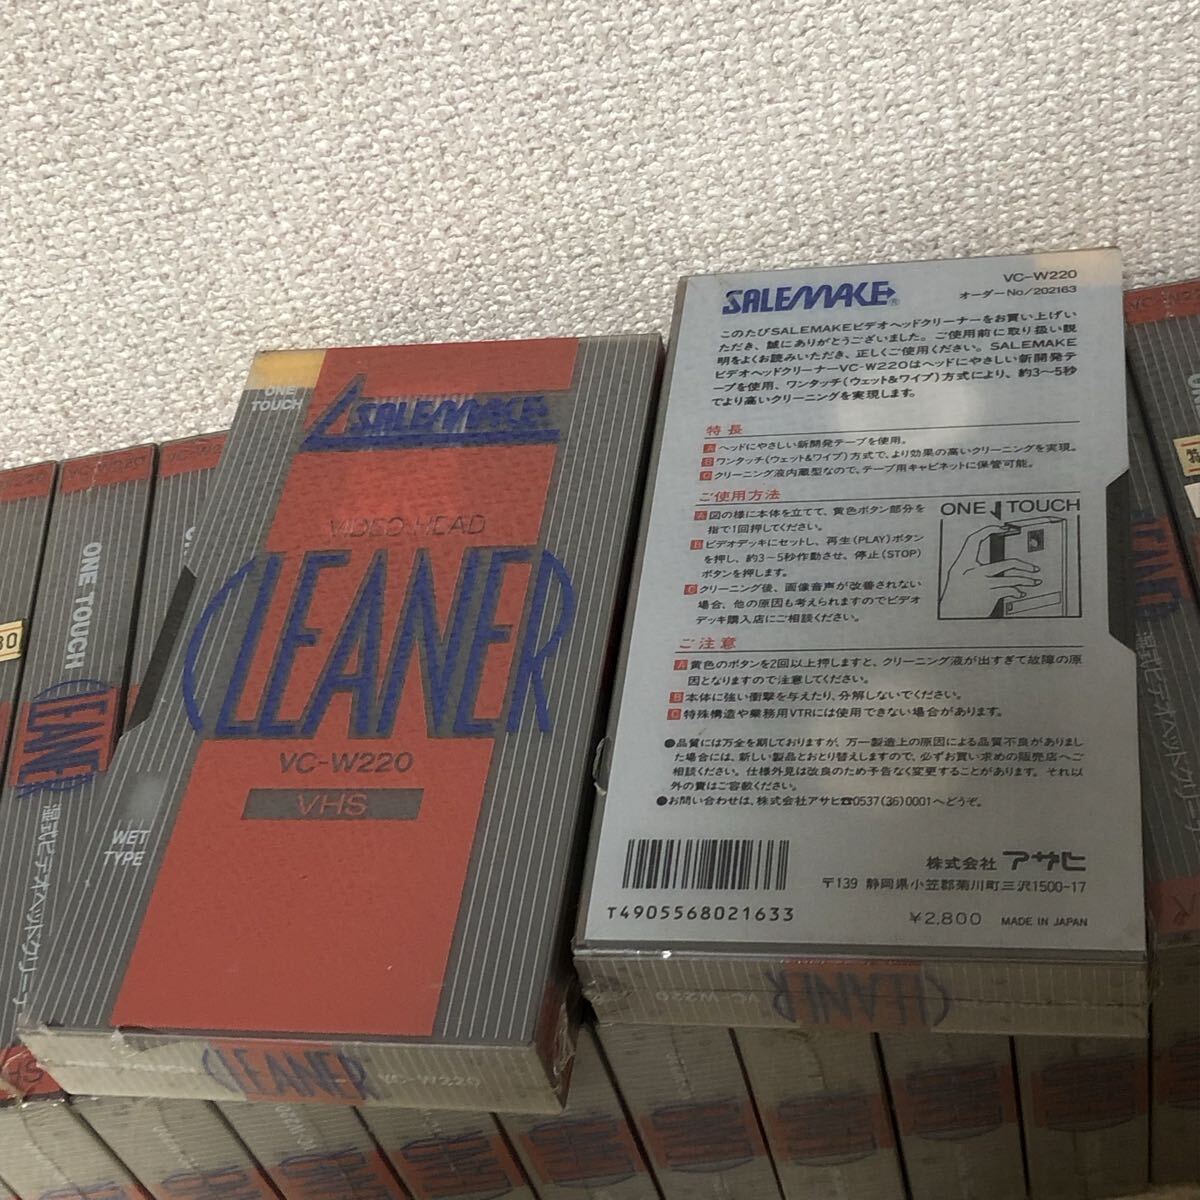 ONE
TOUCH
SALEMAKE
VIDEO HEAD
CLEANER
VC-W220
VHS
WET
TYPE
CLEANER VC-W220
SALEMAKE®
VC-W220
オーダーNo/202163
このたびSALEMAKEビデオヘッドクリーナーをお買い上げい
ただき、誠にありがとうございました。ご使用前に取り扱い説
明をよくお読みいただき、正しくご使用ください。SALEMAKE
ビデオヘッドクリーナーVC-W220はヘッドにやさしい新開発テ
ープを使用、ワンタッチ(ウェット&ワイプ)方式により、約3〜5秒
でより高いクリーニングを実現します。
特長
A ヘッドにやさしい新開発テープを使用。
B ワンタッチ(ウェット&ワイプ)方式で、より効果の高いクリーニングを実現。
C クリーニング液内蔵型なので、テープ用キャビネットに保管可能。
ご使用方法
A 図の様に本体を立てて、黄色ボタン部分を
指で1回押してください。
B ビデオデッキにセットし、再生(PLAY)ボタン
を押し、約3〜5秒作動させ、停止(STOP)
ボタンを押します。
C クリーニング後、画像音声が改善されない
場合、他の原因も考えられますのでビデオ
デッキ購入店にご相談ください。
ONE TOUCH
ご注意
A 黄色のボタンを2回以上押しますと、クリーニング液が出すぎて故障の原
因となりますので注意してください。
B 本体に強い衝撃を与えたり、分解しないでください。
C 特殊構造や業務用VTRには使用できない場合があります。
●品質には万全を期しておりますが、万一製造上の原因による品質不良がありまし
た場合には、新しい製品とおとり替えしますので、必ずお買い求めの販売店へご
相談ください。仕様外見は改良のため予告なく変更することがあります。それ以
外の責はご容赦ください。
●お問い合わせは、株式会社アサヒ☎0537(36)0001へどうぞ。
株式会社 アサヒ
〒139 静岡県小笠郡菊川町三沢1500-17
T4905568021633
¥2,800 MADE IN JAPAN
CLEANER VC-W220
VC-W220
ONE TOUCH
CLEANER
湿式ビデオヘッドクリーナー